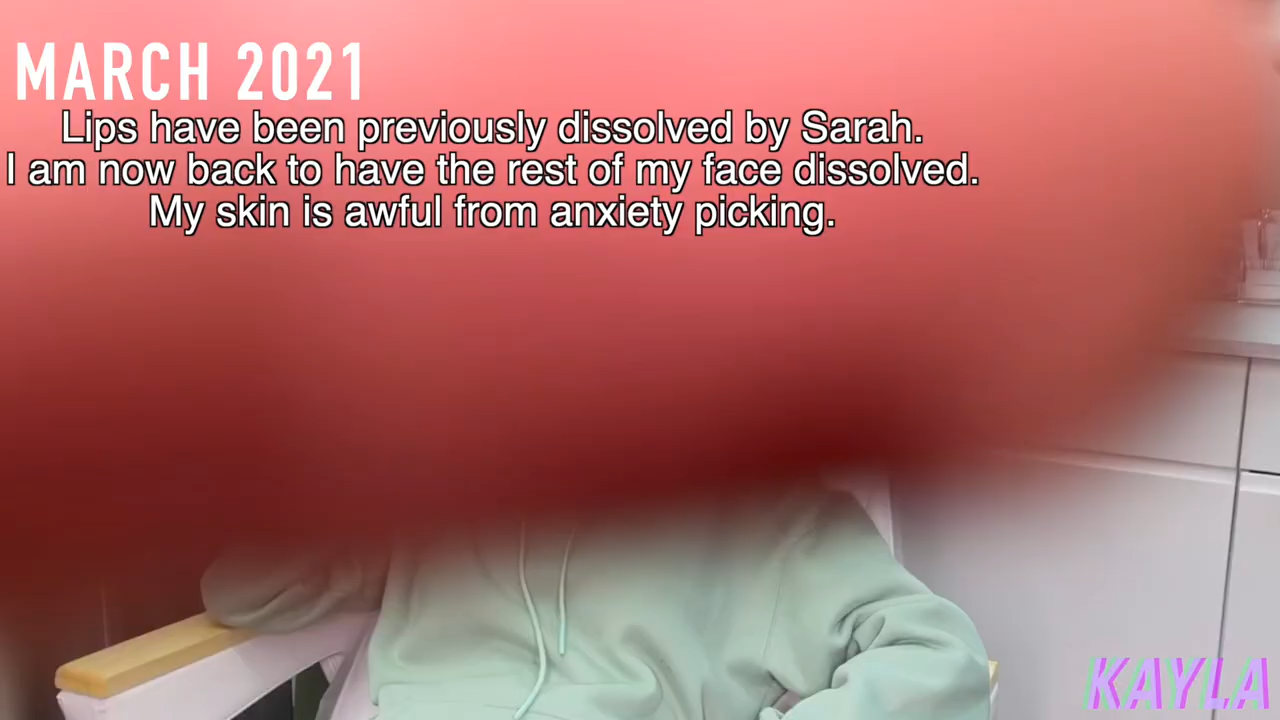 MARCH 2021
Lips have been previously dissolved by Sarah.
I am now back to have the rest of my face dissolved.
My skin is awful from anxiety picking.
KAYLA